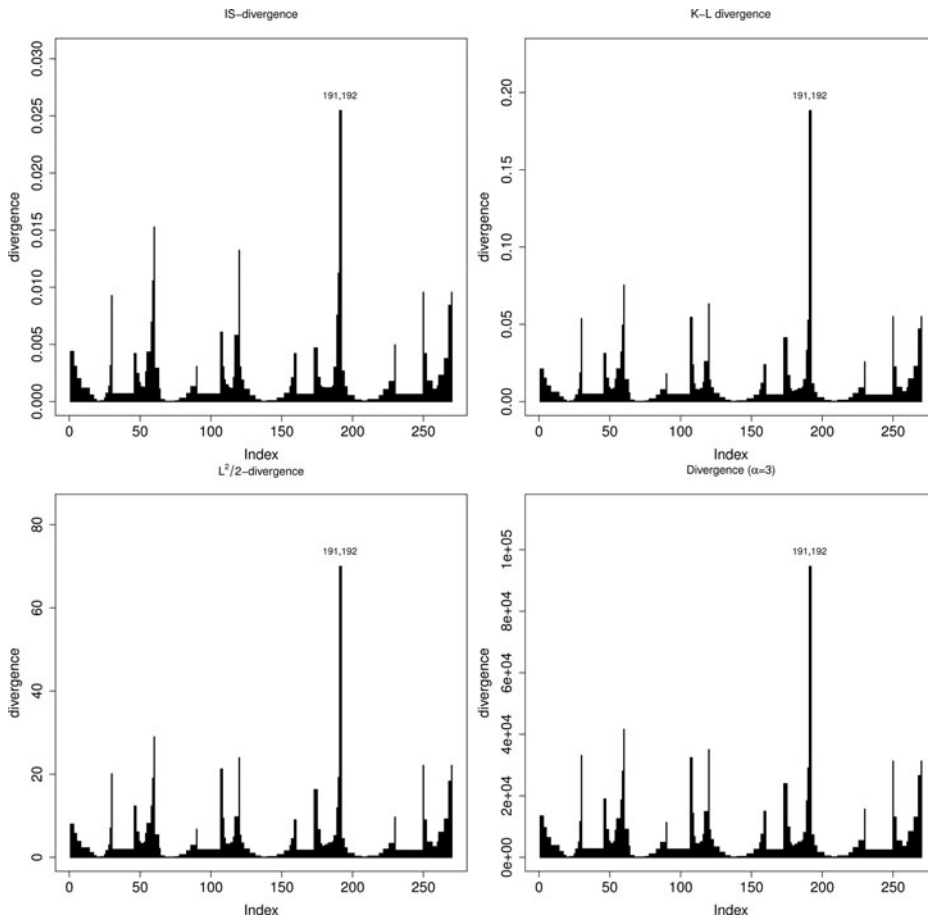 IS−divergence
191,192
0.030
0.025
0.020
0.015
0.010
0.005
0.000
divergence
0 50 100 150 200 250
Index
K−L divergence
191,192
0.20
0.15
0.10
0.05
0.00
divergence
0 50 100 150 200 250
Index
L²/2−divergence
191,192
80
60
40
20
0
divergence
0 50 100 150 200 250
Index
Divergence (α=3)
191,192
1e+05
8e+04
6e+04
4e+04
2e+04
0e+00
divergence
0 50 100 150 200 250
Index